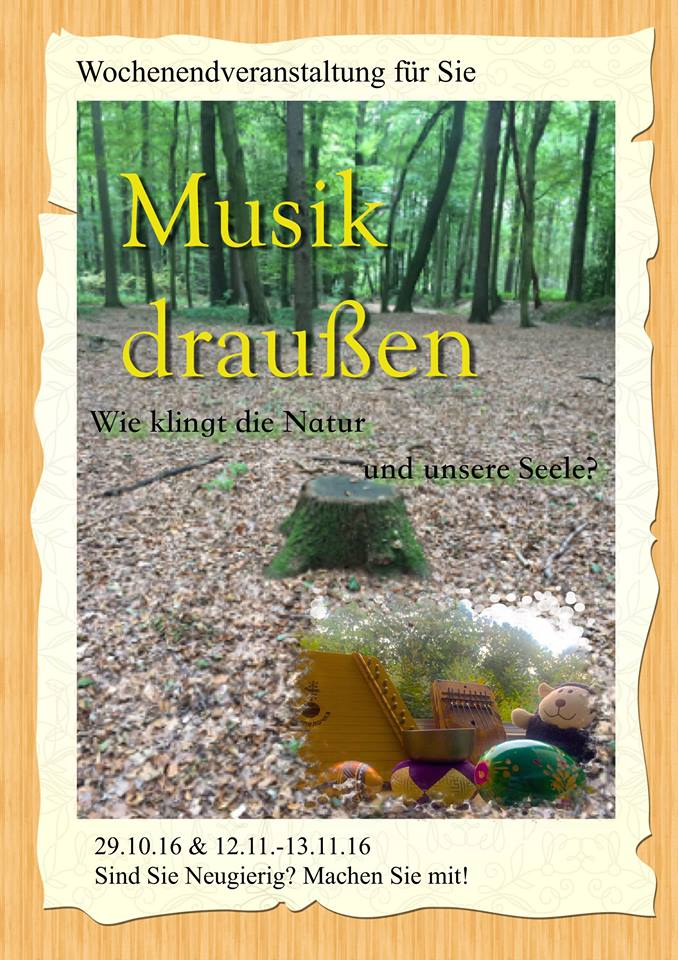 Wochenendveranstaltung für Sie
Musik
draußen
Wie klingt die Natur
und unsere Seele?
29.10.16 & 12.11.-13.11.16
Sind Sie Neugierig? Machen Sie mit!